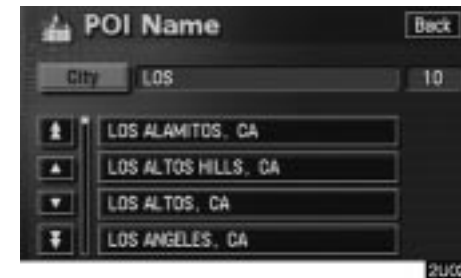 POI Name Back
City LOS 10
LOS ALAMITOS, CA
LOS ALTOS HILLS, CA
LOS ALTOS, CA
LOS ANGELES, CA